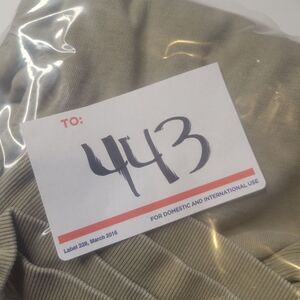 TO:
443
FOR DOMESTIC AND INTERNATIONAL USE
Label 228, March 2016